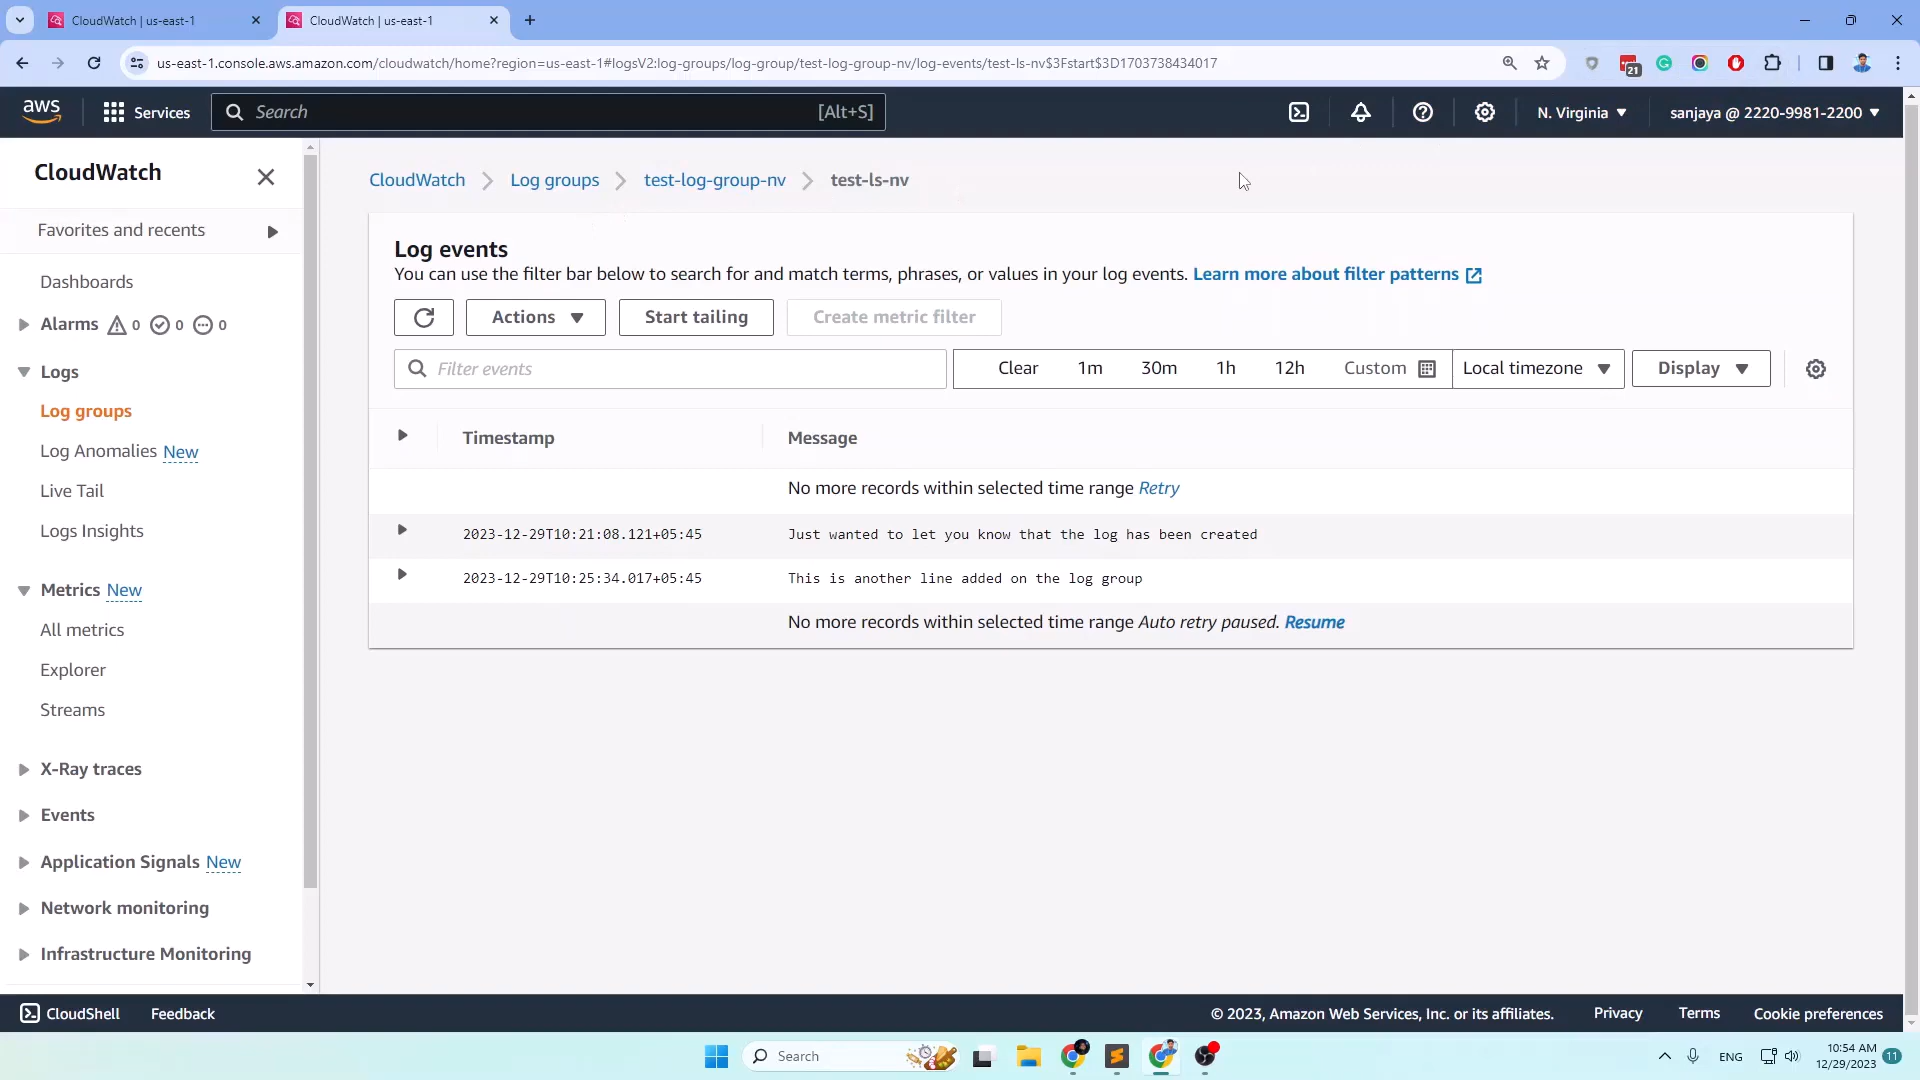 CloudWatch | us-east-1
CloudWatch | us-east-1
us-east-1.console.aws.amazon.com/cloudwatch/home?region=us-east-1#logsV2:log-groups/log-group/test-log-group-nv/log-events/test-ls-nv$3Fstart$3D1703738434017
21
aws
Services
Search
[Alt+S]
N. Virginia
sanjaya @ 2220-9981-2200
CloudWatch
Favorites and recents
Dashboards
Alarms 0 0 0
Logs
Log groups
Log Anomalies New
Live Tail
Logs Insights
Metrics New
All metrics
Explorer
Streams
X-Ray traces
Events
Application Signals New
Network monitoring
Infrastructure Monitoring
CloudWatch
Log groups
test-log-group-nv
test-ls-nv
Log events
You can use the filter bar below to search for and match terms, phrases, or values in your log events. Learn more about filter patterns
Actions
Start tailing
Create metric filter
Filter events
Clear 1m 30m 1h 12h Custom
Local timezone
Display
Timestamp Message
No more records within selected time range Retry
2023-12-29T10:21:08.121+05:45 Just wanted to let you know that the log has been created
2023-12-29T10:25:34.017+05:45 This is another line added on the log group
No more records within selected time range Auto retry paused. Resume
CloudShell
Feedback
© 2023, Amazon Web Services, Inc. or its affiliates.
Privacy
Terms
Cookie preferences
Search
ENG
10:54 AM
12/29/2023
11